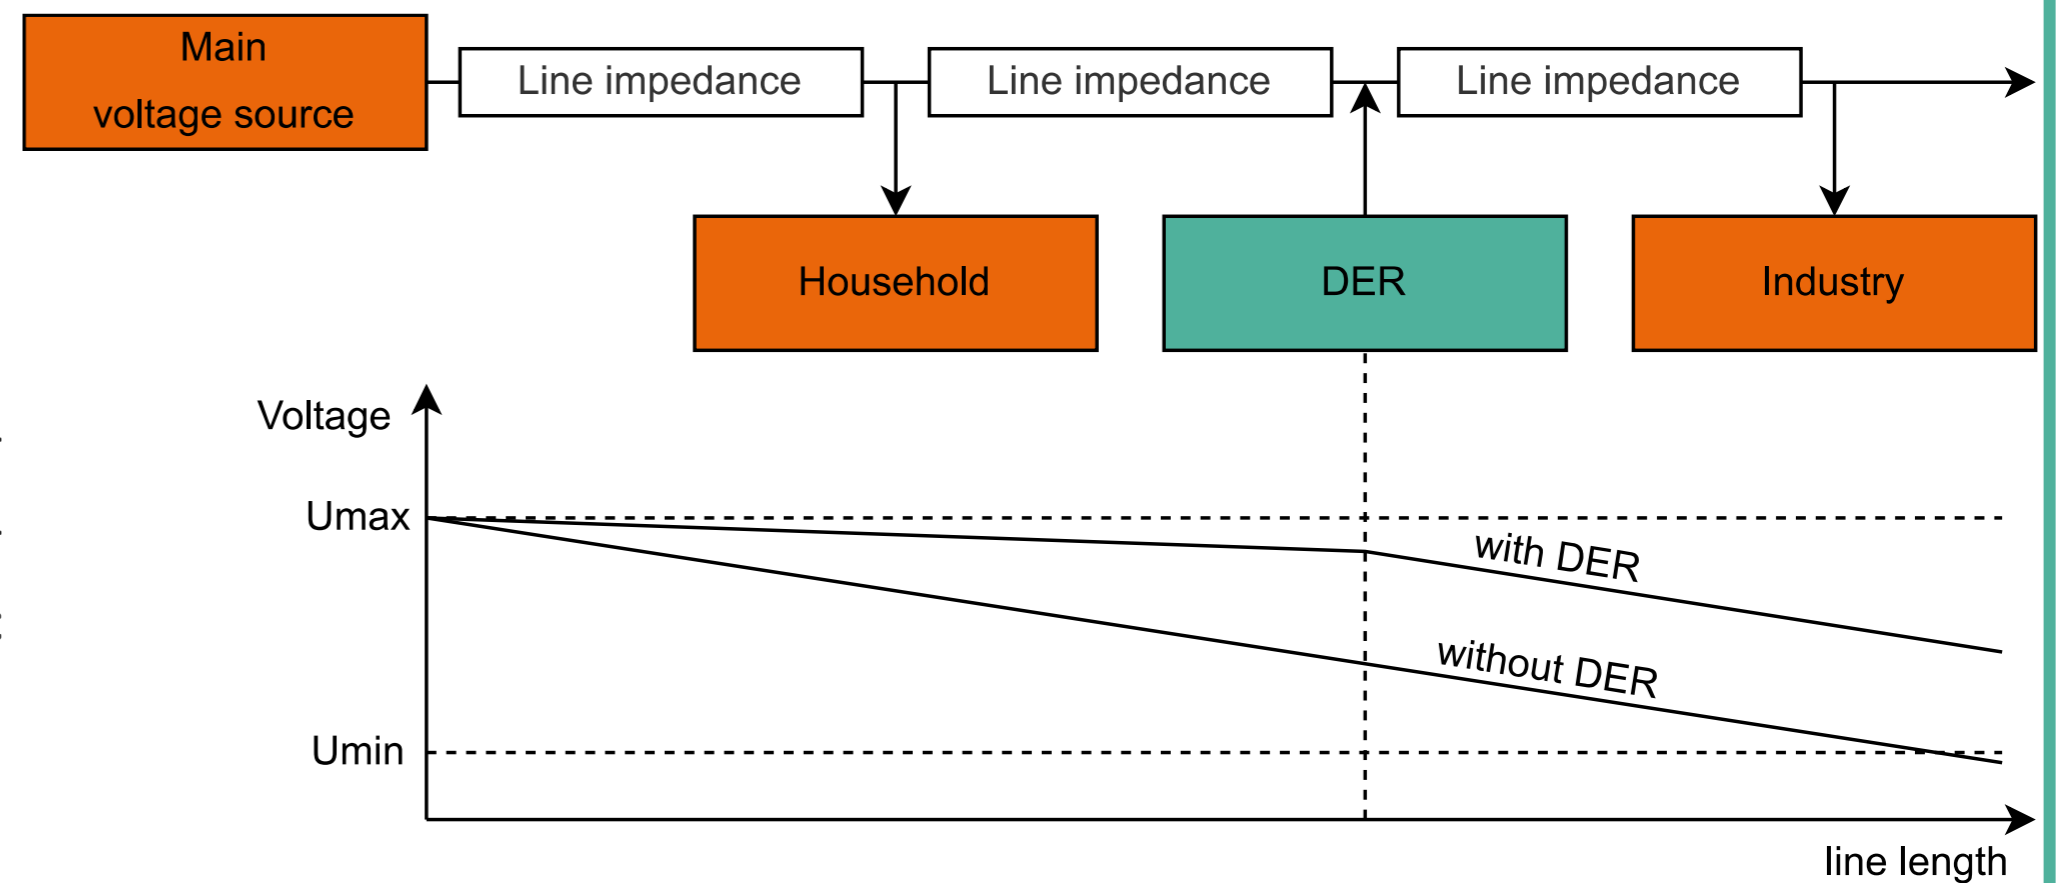 Main
voltage source
Line impedance
Line impedance
Line impedance
Household
DER
Industry
Voltage
Umax
with DER
without DER
Umin
line length